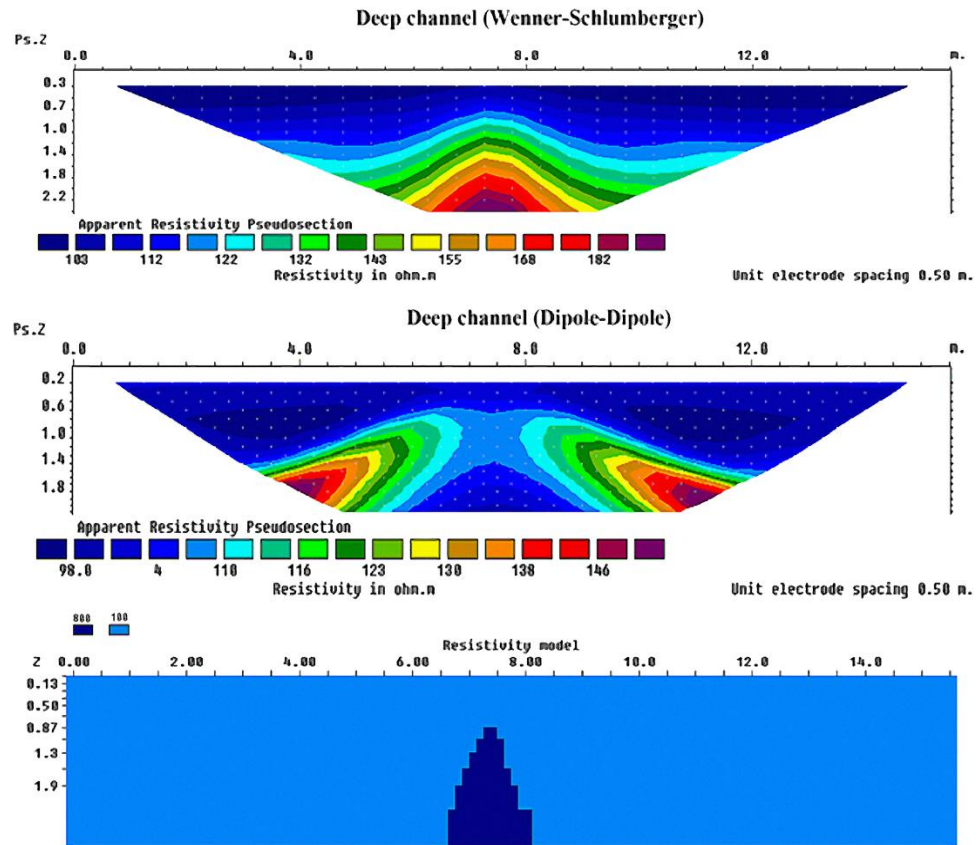 Deep channel (Wenner-Schlumberger)
Ps.Z
0.0 4.0 8.0 12.0 m.
0.3
0.7
1.0
1.4
1.8
2.2
Apparent Resistivity Pseudosection
103 112 122 132 143 155 168 182
Resistivity in ohm.m Unit electrode spacing 0.50 m.
Deep channel (Dipole-Dipole)
Ps.Z
0.0 4.0 8.0 12.0 m.
0.2
0.6
1.0
1.4
1.8
Apparent Resistivity Pseudosection
98.0 4 110 116 123 130 138 146
Resistivity in ohm.m Unit electrode spacing 0.50 m.
800 100
Resistivity model
Z 0.00 2.00 4.00 6.00 8.00 10.0 12.0 14.0
0.13
0.50
0.87
1.3
1.9